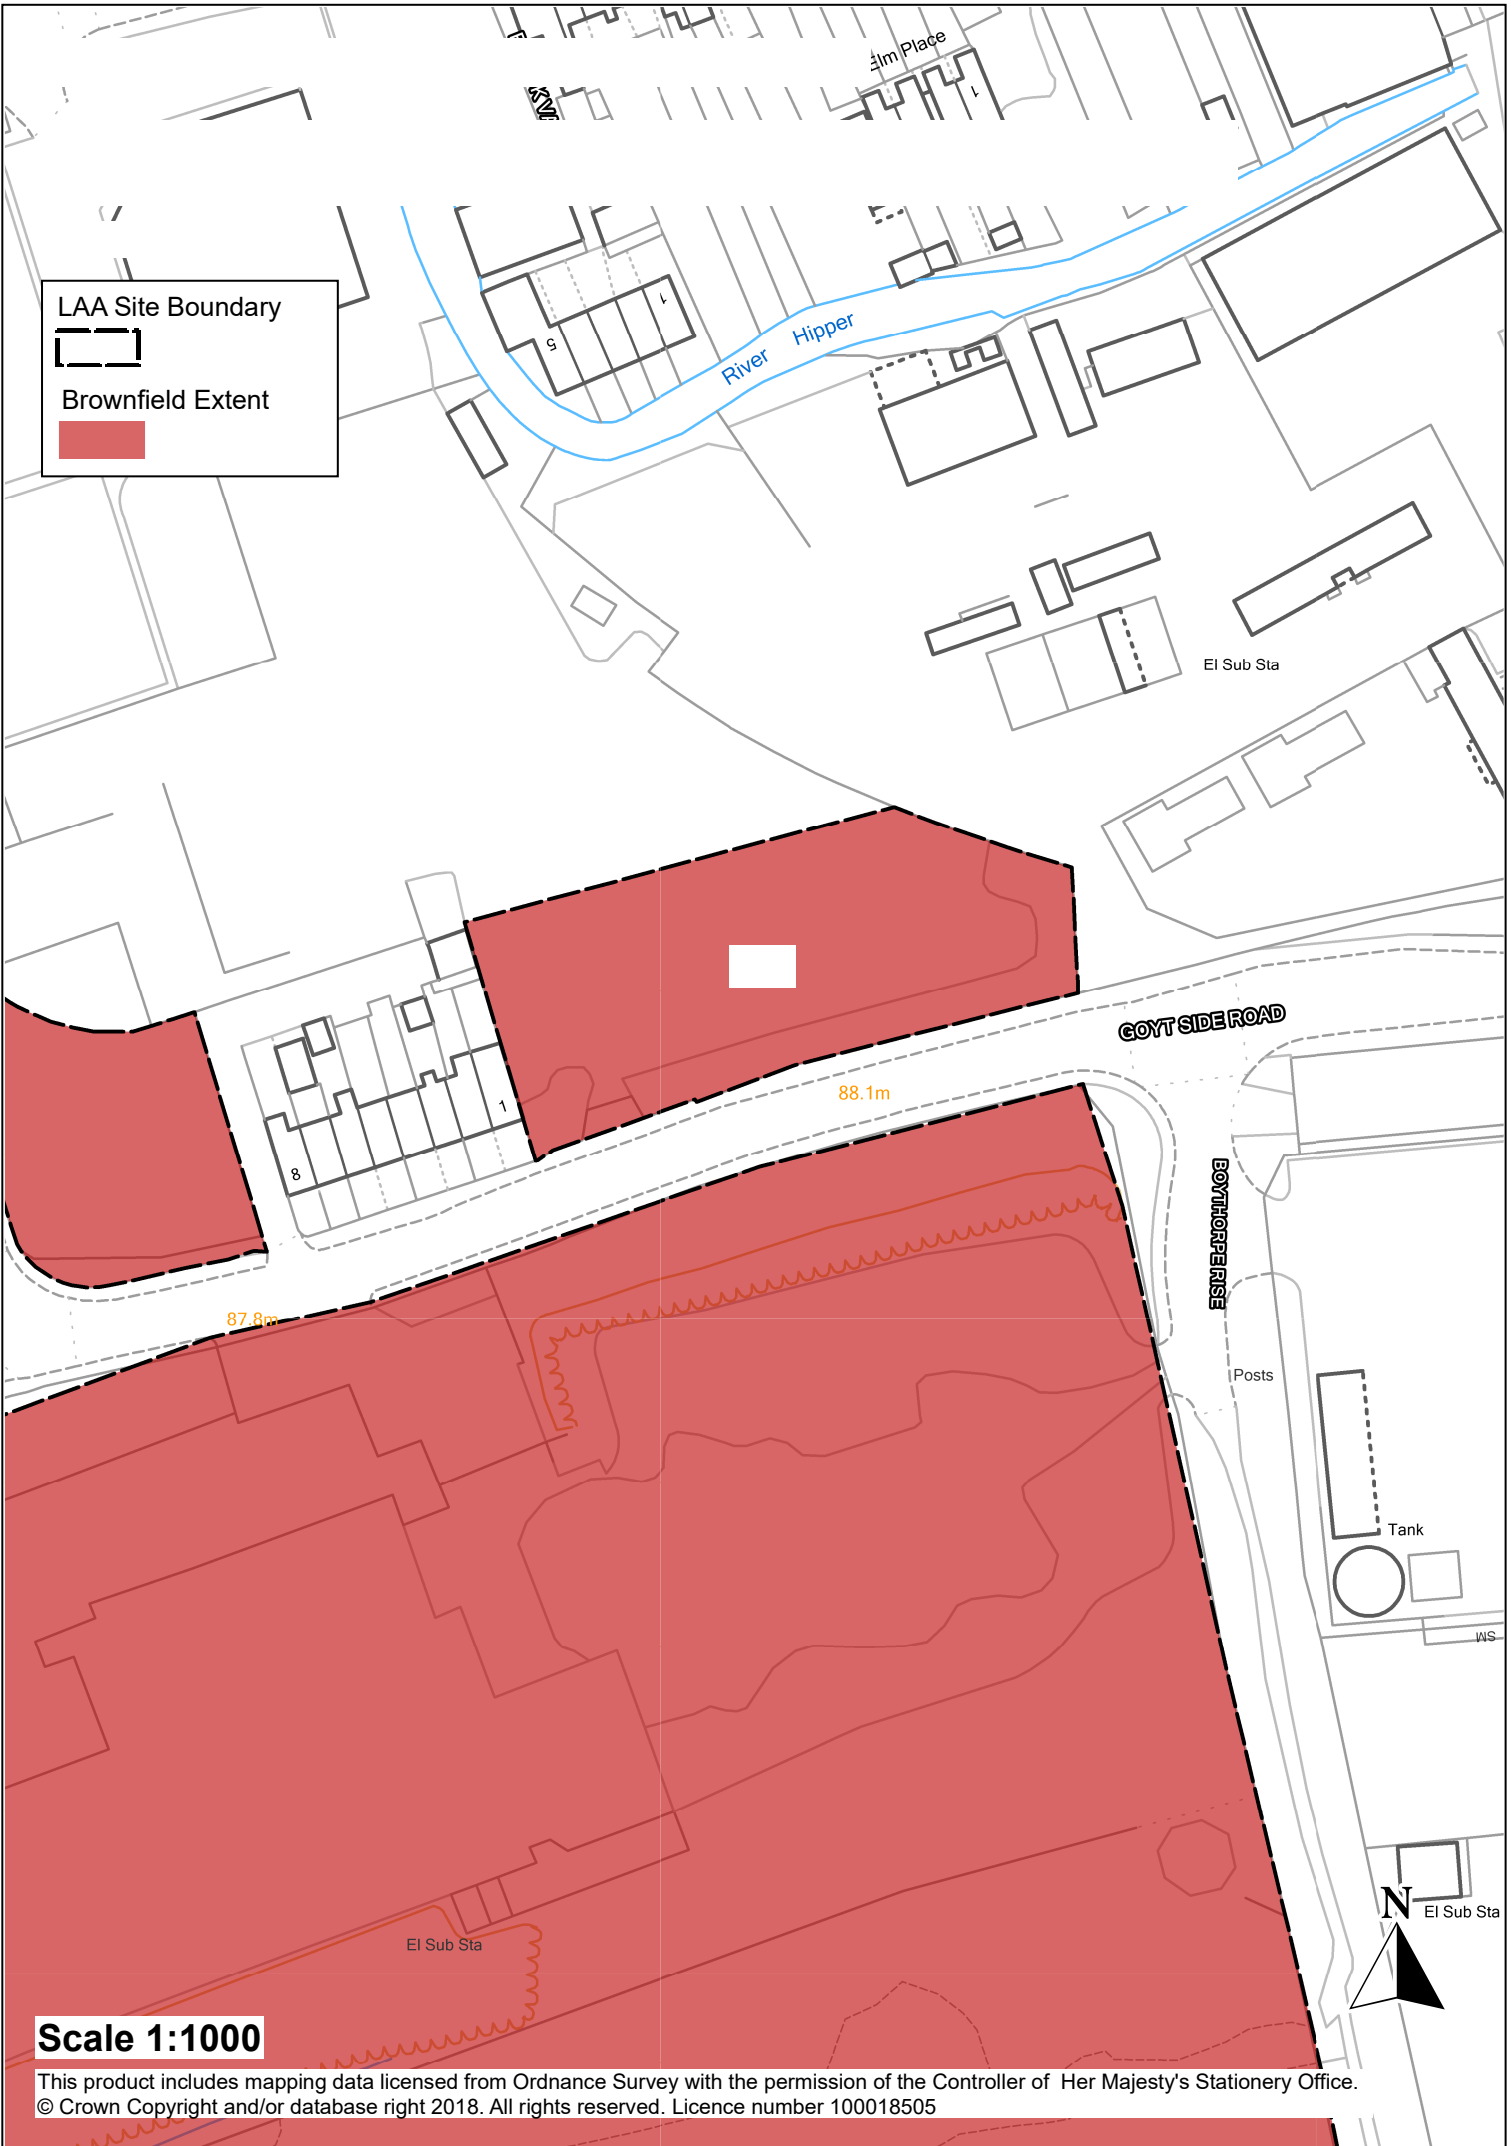 Elm Place
1
LAA Site Boundary
Brownfield Extent
1
5
River Hipper
El Sub Sta
GOYT SIDE ROAD
88.1m
1
8
BOYTHORPE RISE
87.8m
Posts
Tank
SM
N
El Sub Sta
El Sub Sta
Scale 1:1000
This product includes mapping data licensed from Ordnance Survey with the permission of the Controller of Her Majesty's Stationery Office.
© Crown Copyright and/or database right 2018. All rights reserved. Licence number 100018505